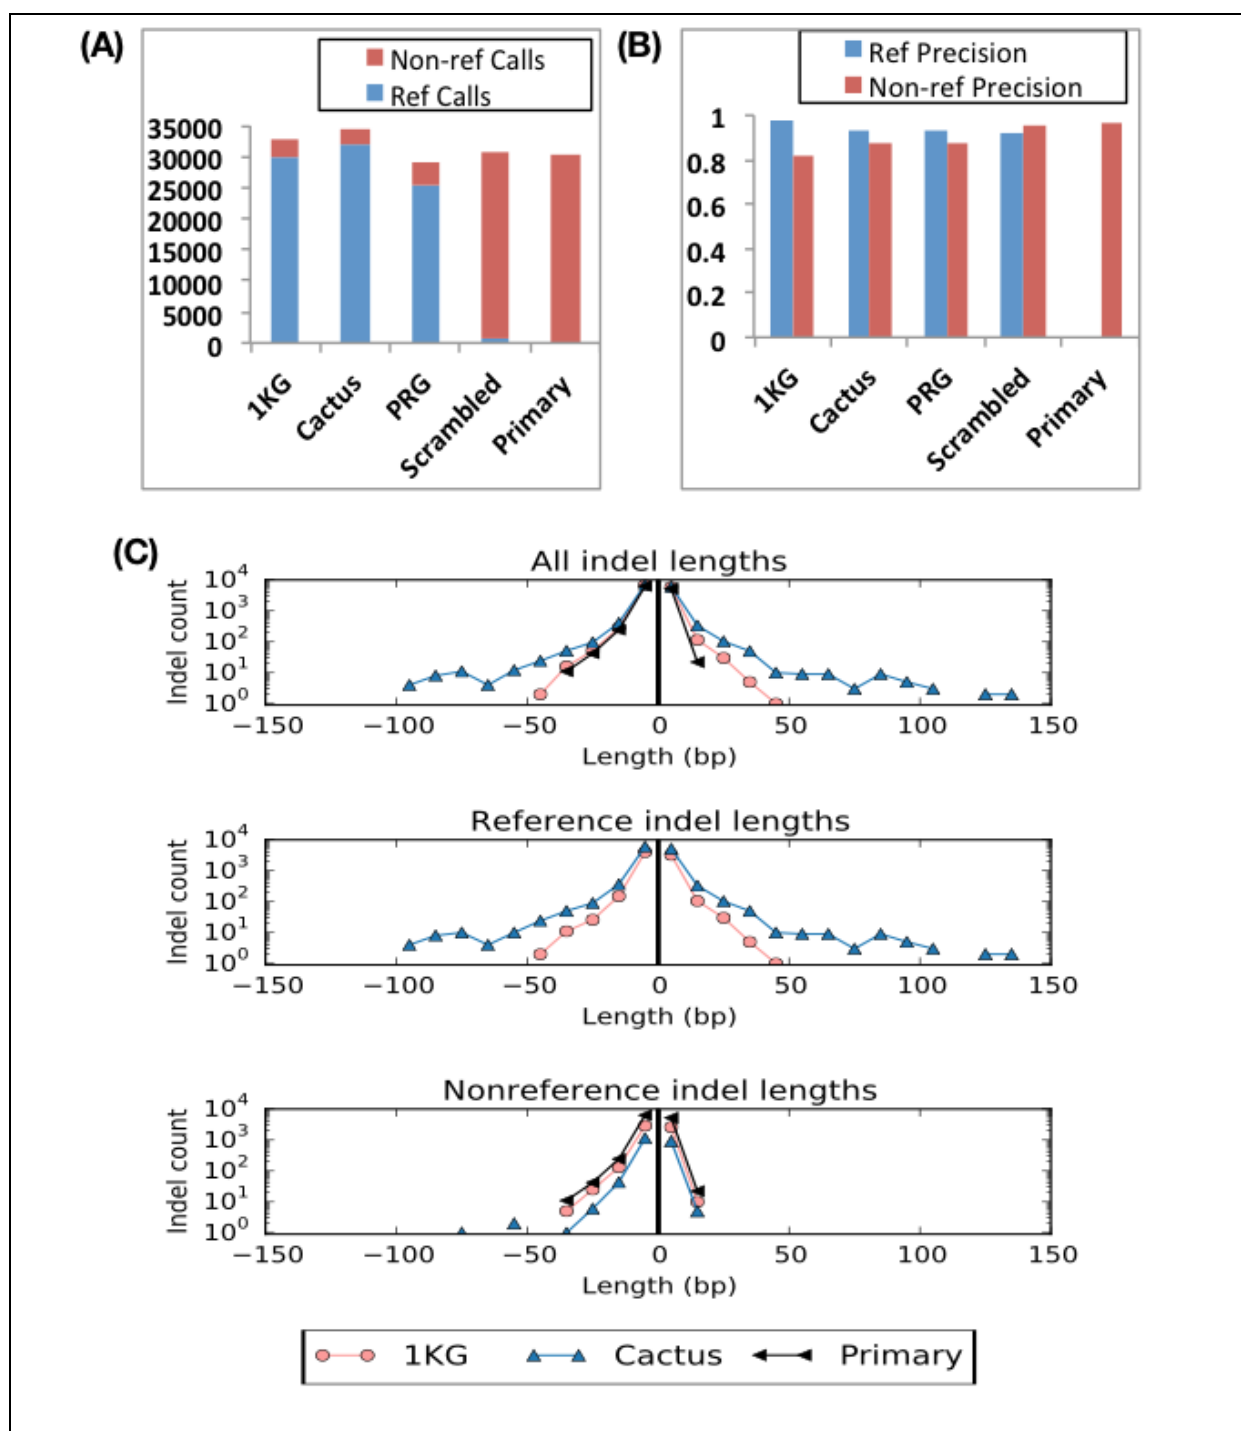 (A)
Non-ref Calls
Ref Calls
35000
30000
25000
20000
15000
10000
5000
0
1KG
Cactus
PRG
Scrambled
Primary
(B)
Ref Precision
Non-ref Precision
1
0.8
0.6
0.4
0.2
0
1KG
Cactus
PRG
Scrambled
Primary
(C)
All indel lengths
Indel count
10⁴
10³
10²
10¹
10⁰
−150 −100 −50 0 50 100 150
Length (bp)
Reference indel lengths
Indel count
10⁴
10³
10²
10¹
10⁰
−150 −100 −50 0 50 100 150
Length (bp)
Nonreference indel lengths
Indel count
10⁴
10³
10²
10¹
10⁰
−150 −100 −50 0 50 100 150
Length (bp)
1KG Cactus Primary